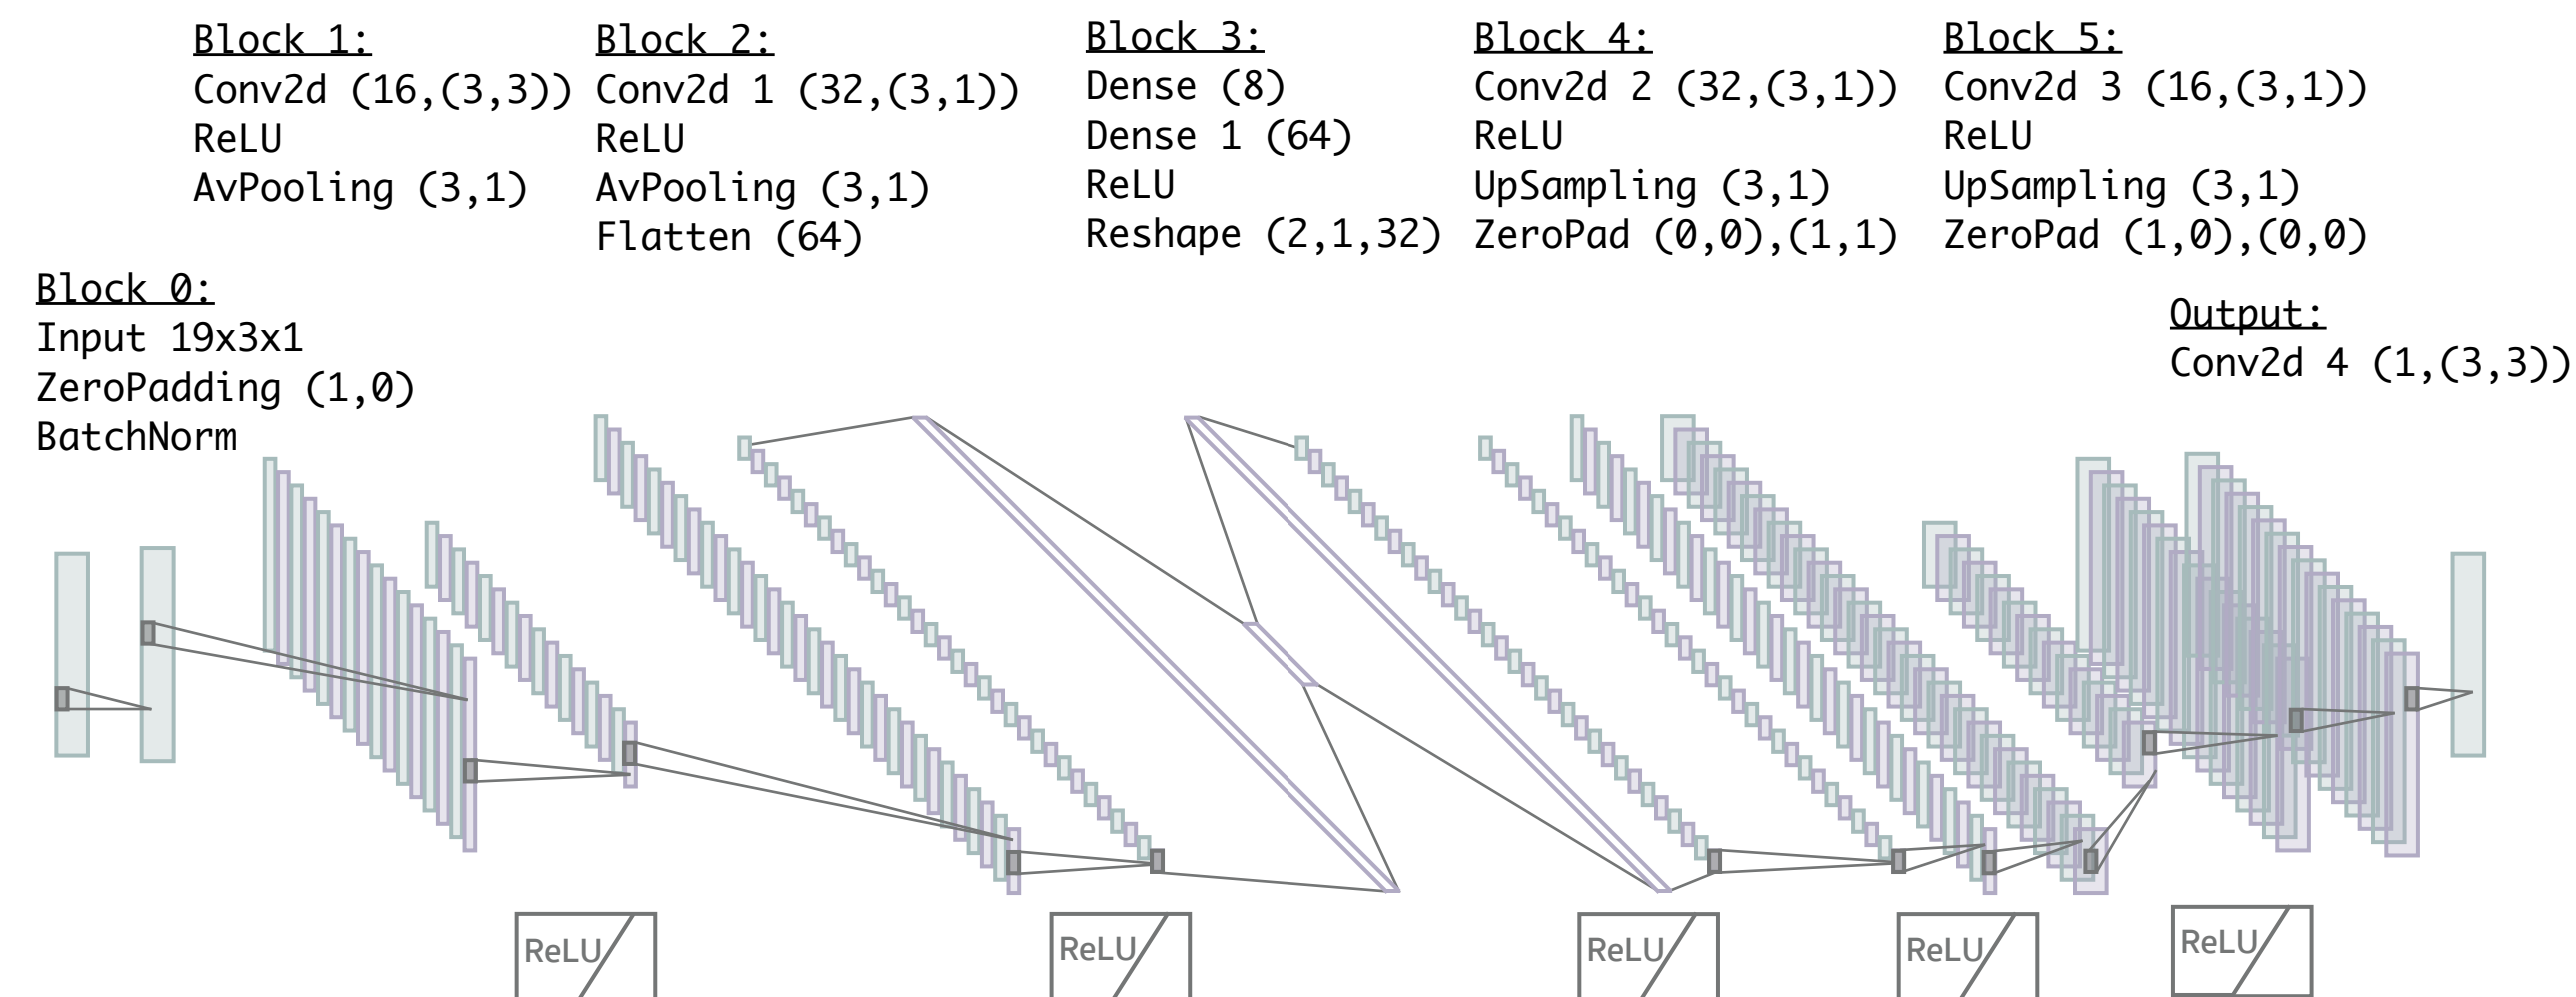 Block 1:
Conv2d (16,(3,3))
ReLU
AvPooling (3,1)
Block 2:
Conv2d 1 (32,(3,1))
ReLU
AvPooling (3,1)
Flatten (64)
Block 3:
Dense (8)
Dense 1 (64)
ReLU
Reshape (2,1,32)
Block 4:
Conv2d 2 (32,(3,1))
ReLU
UpSampling (3,1)
ZeroPad (0,0),(1,1)
Block 5:
Conv2d 3 (16,(3,1))
ReLU
UpSampling (3,1)
ZeroPad (1,0),(0,0)
Block 0:
Input 19x3x1
ZeroPadding (1,0)
BatchNorm
Output:
Conv2d 4 (1,(3,3))
ReLU
ReLU
ReLU
ReLU
ReLU